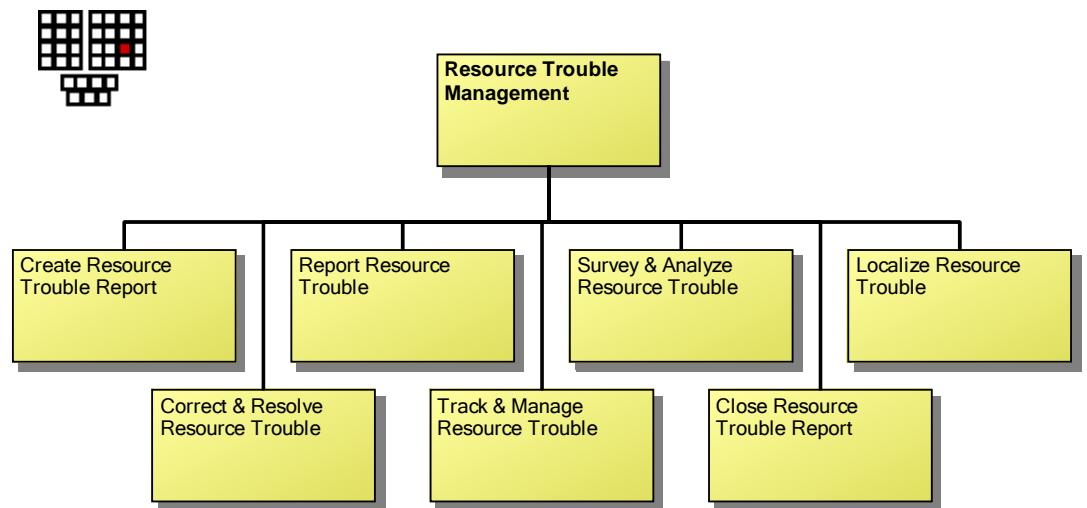 Resource Trouble
Management
Create Resource
Trouble Report
Report Resource
Trouble
Survey & Analyze
Resource Trouble
Localize Resource
Trouble
Correct & Resolve
Resource Trouble
Track & Manage
Resource Trouble
Close Resource
Trouble Report